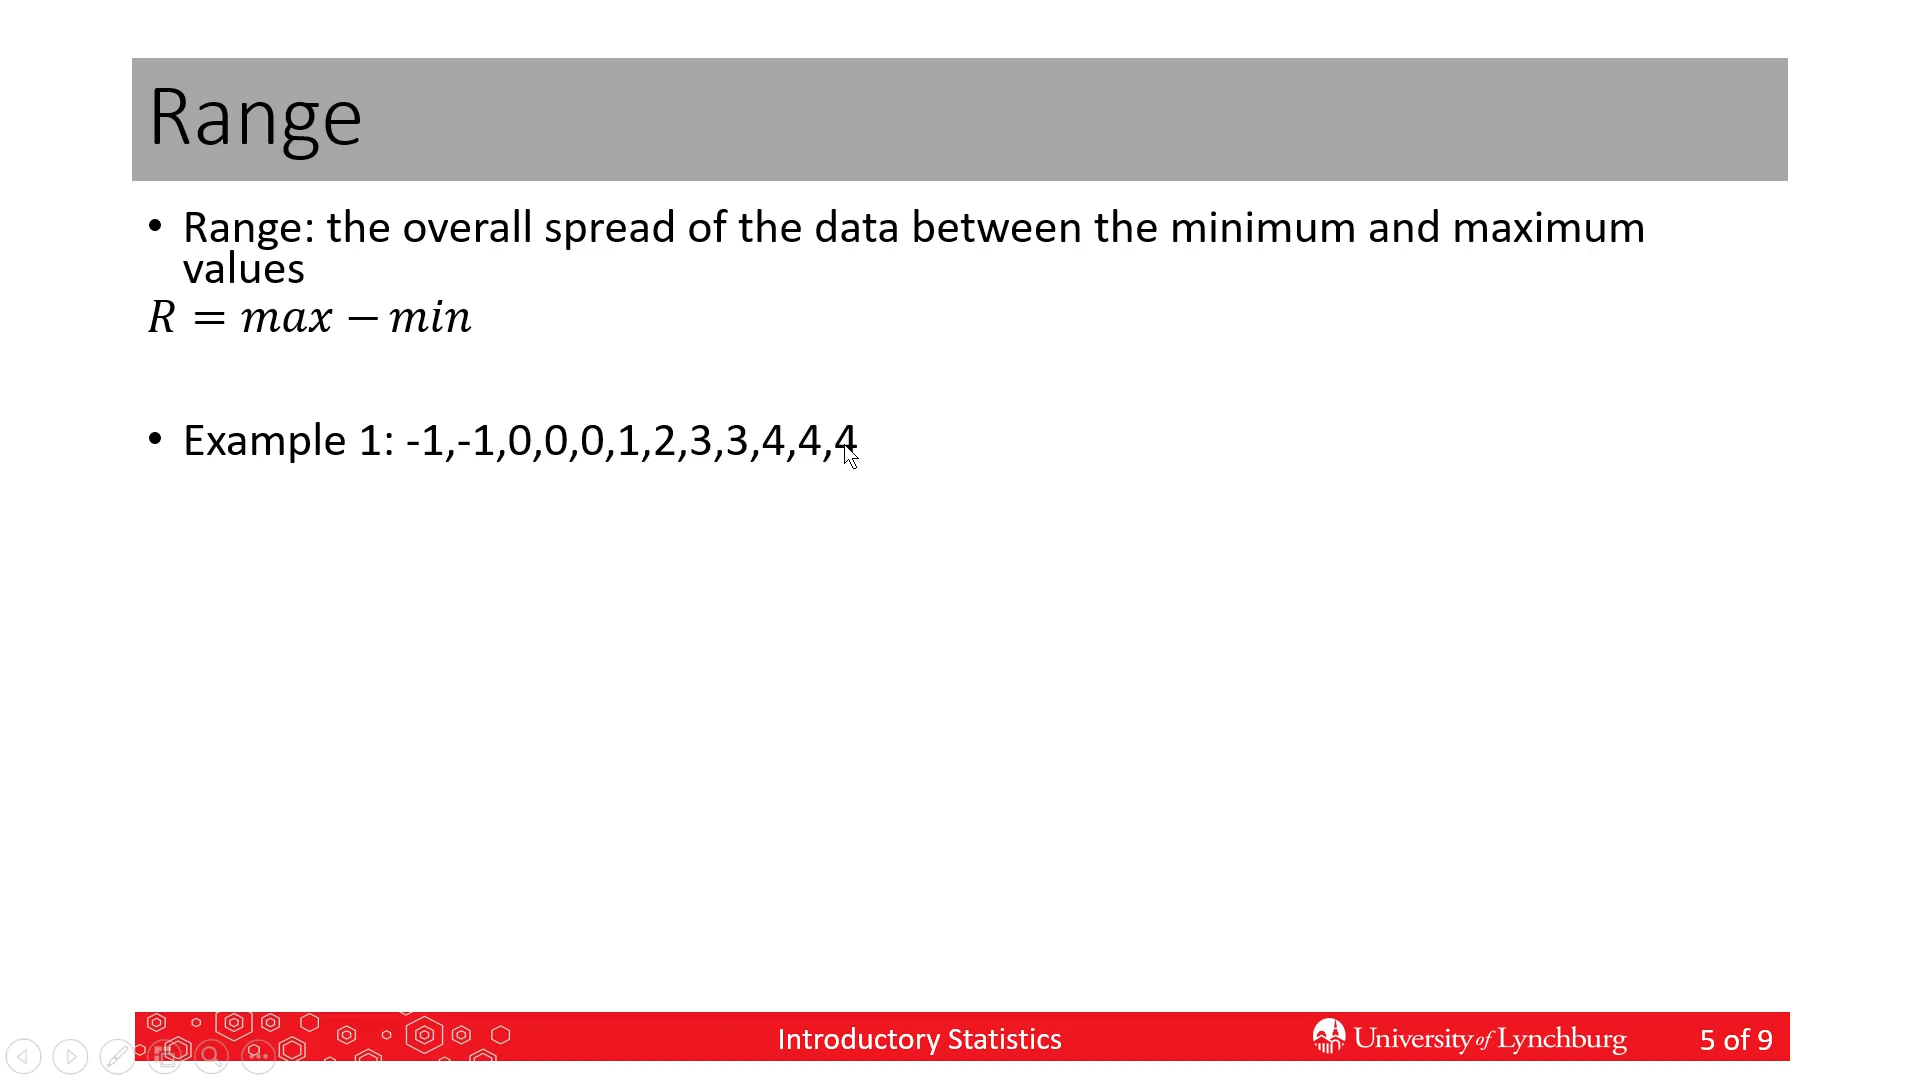 Range
• Range: the overall spread of the data between the minimum and maximum
values
R = max − min
• Example 1: -1,-1,0,0,0,1,2,3,3,4,4,4
Introductory Statistics
University of Lynchburg
5 of 9